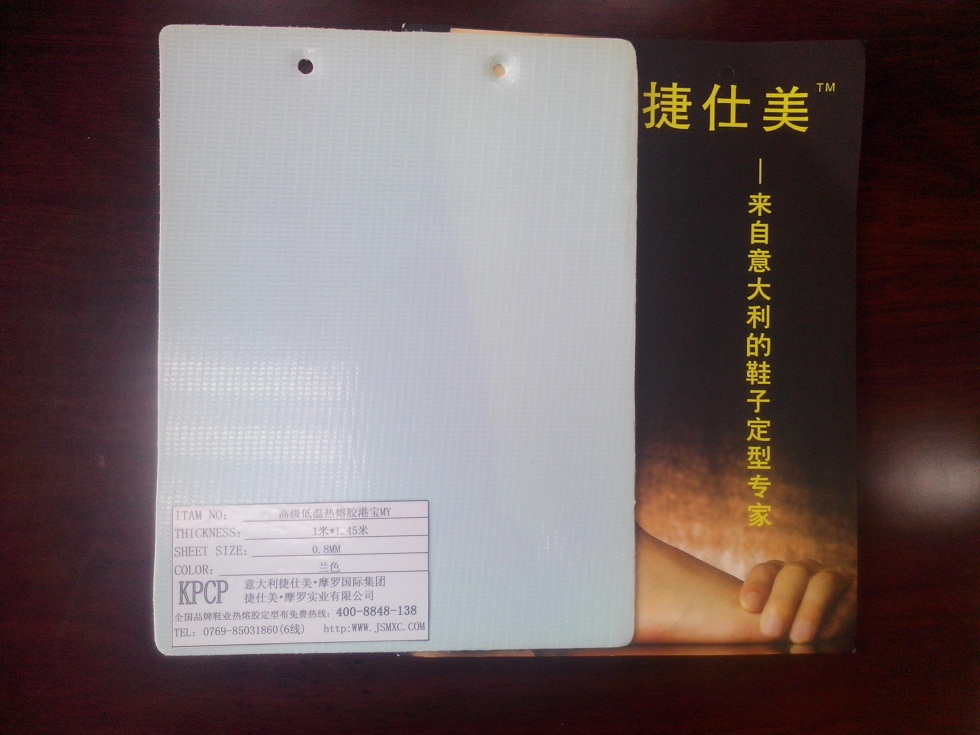 捷仕美™
—来自意大利的鞋子定型专家
ITAM NO: 高级低温热熔胶港宝MY
THICKNESS: 1米*1.45米
SHEET SIZE: 0.8MM
COLOR: 兰色
KPCP 意大利捷仕美·摩罗国际集团
捷仕美·摩罗实业有限公司
全国品牌鞋业热熔胶定型布免费热线: 400-8848-138
TEL: 0769-85031860(6线) http:WWW.JSMXC.COM